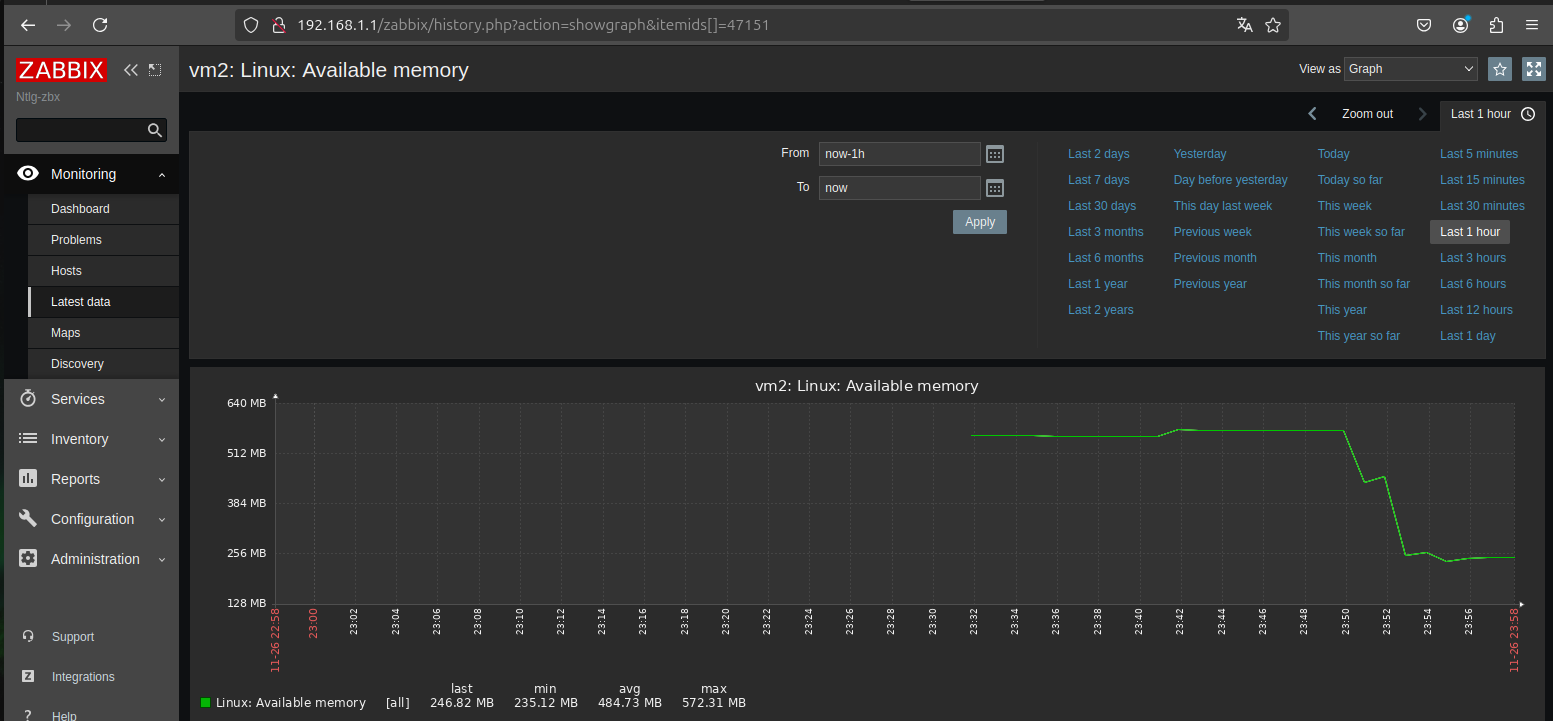 192.168.1.1/zabbix/history.php?action=showgraph&itemids[]=47151
ZABBIX
Ntlg-zbx
Monitoring
Dashboard
Problems
Hosts
Latest data
Maps
Discovery
Services
Inventory
Reports
Configuration
Administration
Support
Z Integrations
? Help
vm2: Linux: Available memory
View as Graph
Zoom out
Last 1 hour
From now-1h
To now
Apply
Last 2 days Yesterday Today Last 5 minutes
Last 7 days Day before yesterday Today so far Last 15 minutes
Last 30 days This day last week This week Last 30 minutes
Last 3 months Previous week This week so far Last 1 hour
Last 6 months Previous month This month Last 3 hours
Last 1 year Previous year This month so far Last 6 hours
Last 2 years This year Last 12 hours
This year so far Last 1 day
vm2: Linux: Available memory
640 MB
512 MB
384 MB
256 MB
128 MB
11-26 22:58 23:00 23:02 23:04 23:06 23:08 23:10 23:12 23:14 23:16 23:18 23:20 23:22 23:24 23:26 23:28 23:30 23:32 23:34 23:36 23:38 23:40 23:42 23:44 23:46 23:48 23:50 23:52 23:54 23:56 11-26 23:58
last min avg max
Linux: Available memory [all] 246.82 MB 235.12 MB 484.73 MB 572.31 MB